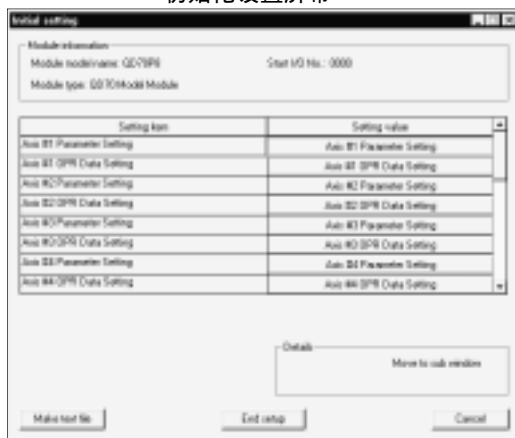 初始化设置屏幕
Initial setting
Module information
Module model name: QD70P8 Start I/O No.: 0000
Module type: QD70 Model Module
Setting item Setting value
Axis #1 Parameter Setting Axis #1 Parameter Setting
Axis #1 OPR Data Setting Axis #1 OPR Data Setting
Axis #2 Parameter Setting Axis #2 Parameter Setting
Axis #2 OPR Data Setting Axis #2 OPR Data Setting
Axis #3 Parameter Setting Axis #3 Parameter Setting
Axis #3 OPR Data Setting Axis #3 OPR Data Setting
Axis #4 Parameter Setting Axis #4 Parameter Setting
Axis #4 OPR Data Setting Axis #4 OPR Data Setting
Details
Move to sub window
Make text file End setup Cancel